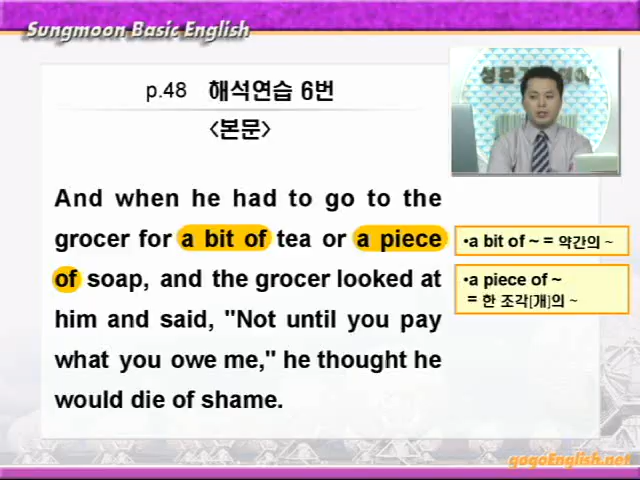 Sungmoon Basic English
p.48 해석연습 6번
<본문>
And when he had to go to the
grocer for a bit of tea or a piece
of soap, and the grocer looked at
him and said, "Not until you pay
what you owe me," he thought he
would die of shame.
•a bit of ~ = 약간의 ~
•a piece of ~
= 한 조각[개]의 ~
gogoEnglish.net